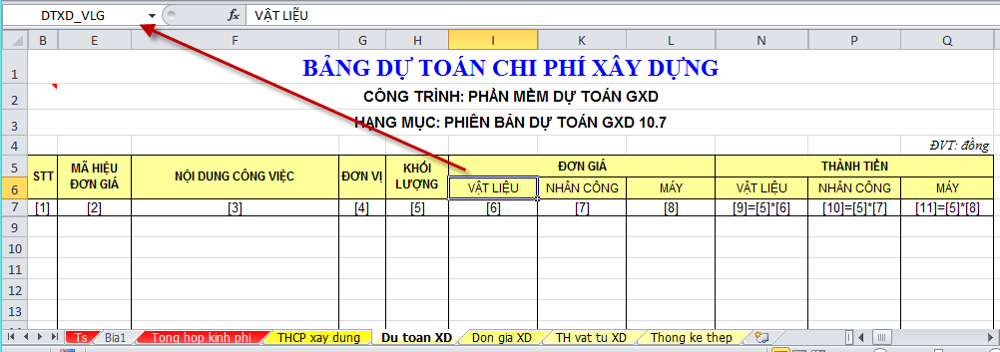 DTXD_VLG fx VẬT LIỆU
B E F G H I K L N P Q
1 BẢNG DỰ TOÁN CHI PHÍ XÂY DỰNG
2 CÔNG TRÌNH: PHẦN MỀM DỰ TOÁN GXD
3 HẠNG MỤC: PHIÊN BẢN DỰ TOÁN GXD 10.7
4 ĐVT: đồng
5 STT MÃ HIỆU ĐƠN GIÁ NỘI DUNG CÔNG VIỆC ĐƠN VỊ KHỐI LƯỢNG ĐƠN GIÁ THÀNH TIỀN
6 VẬT LIỆU NHÂN CÔNG MÁY VẬT LIỆU NHÂN CÔNG MÁY
7 [1] [2] [3] [4] [5] [6] [7] [8] [9]=[5]*[6] [10]=[5]*[7] [11]=[5]*[8]
9
10
11
12
13
Ts Bia1 Tong hop kinh phi THCP xay dung Du toan XD Don gia XD TH vat tu XD Thong ke thep